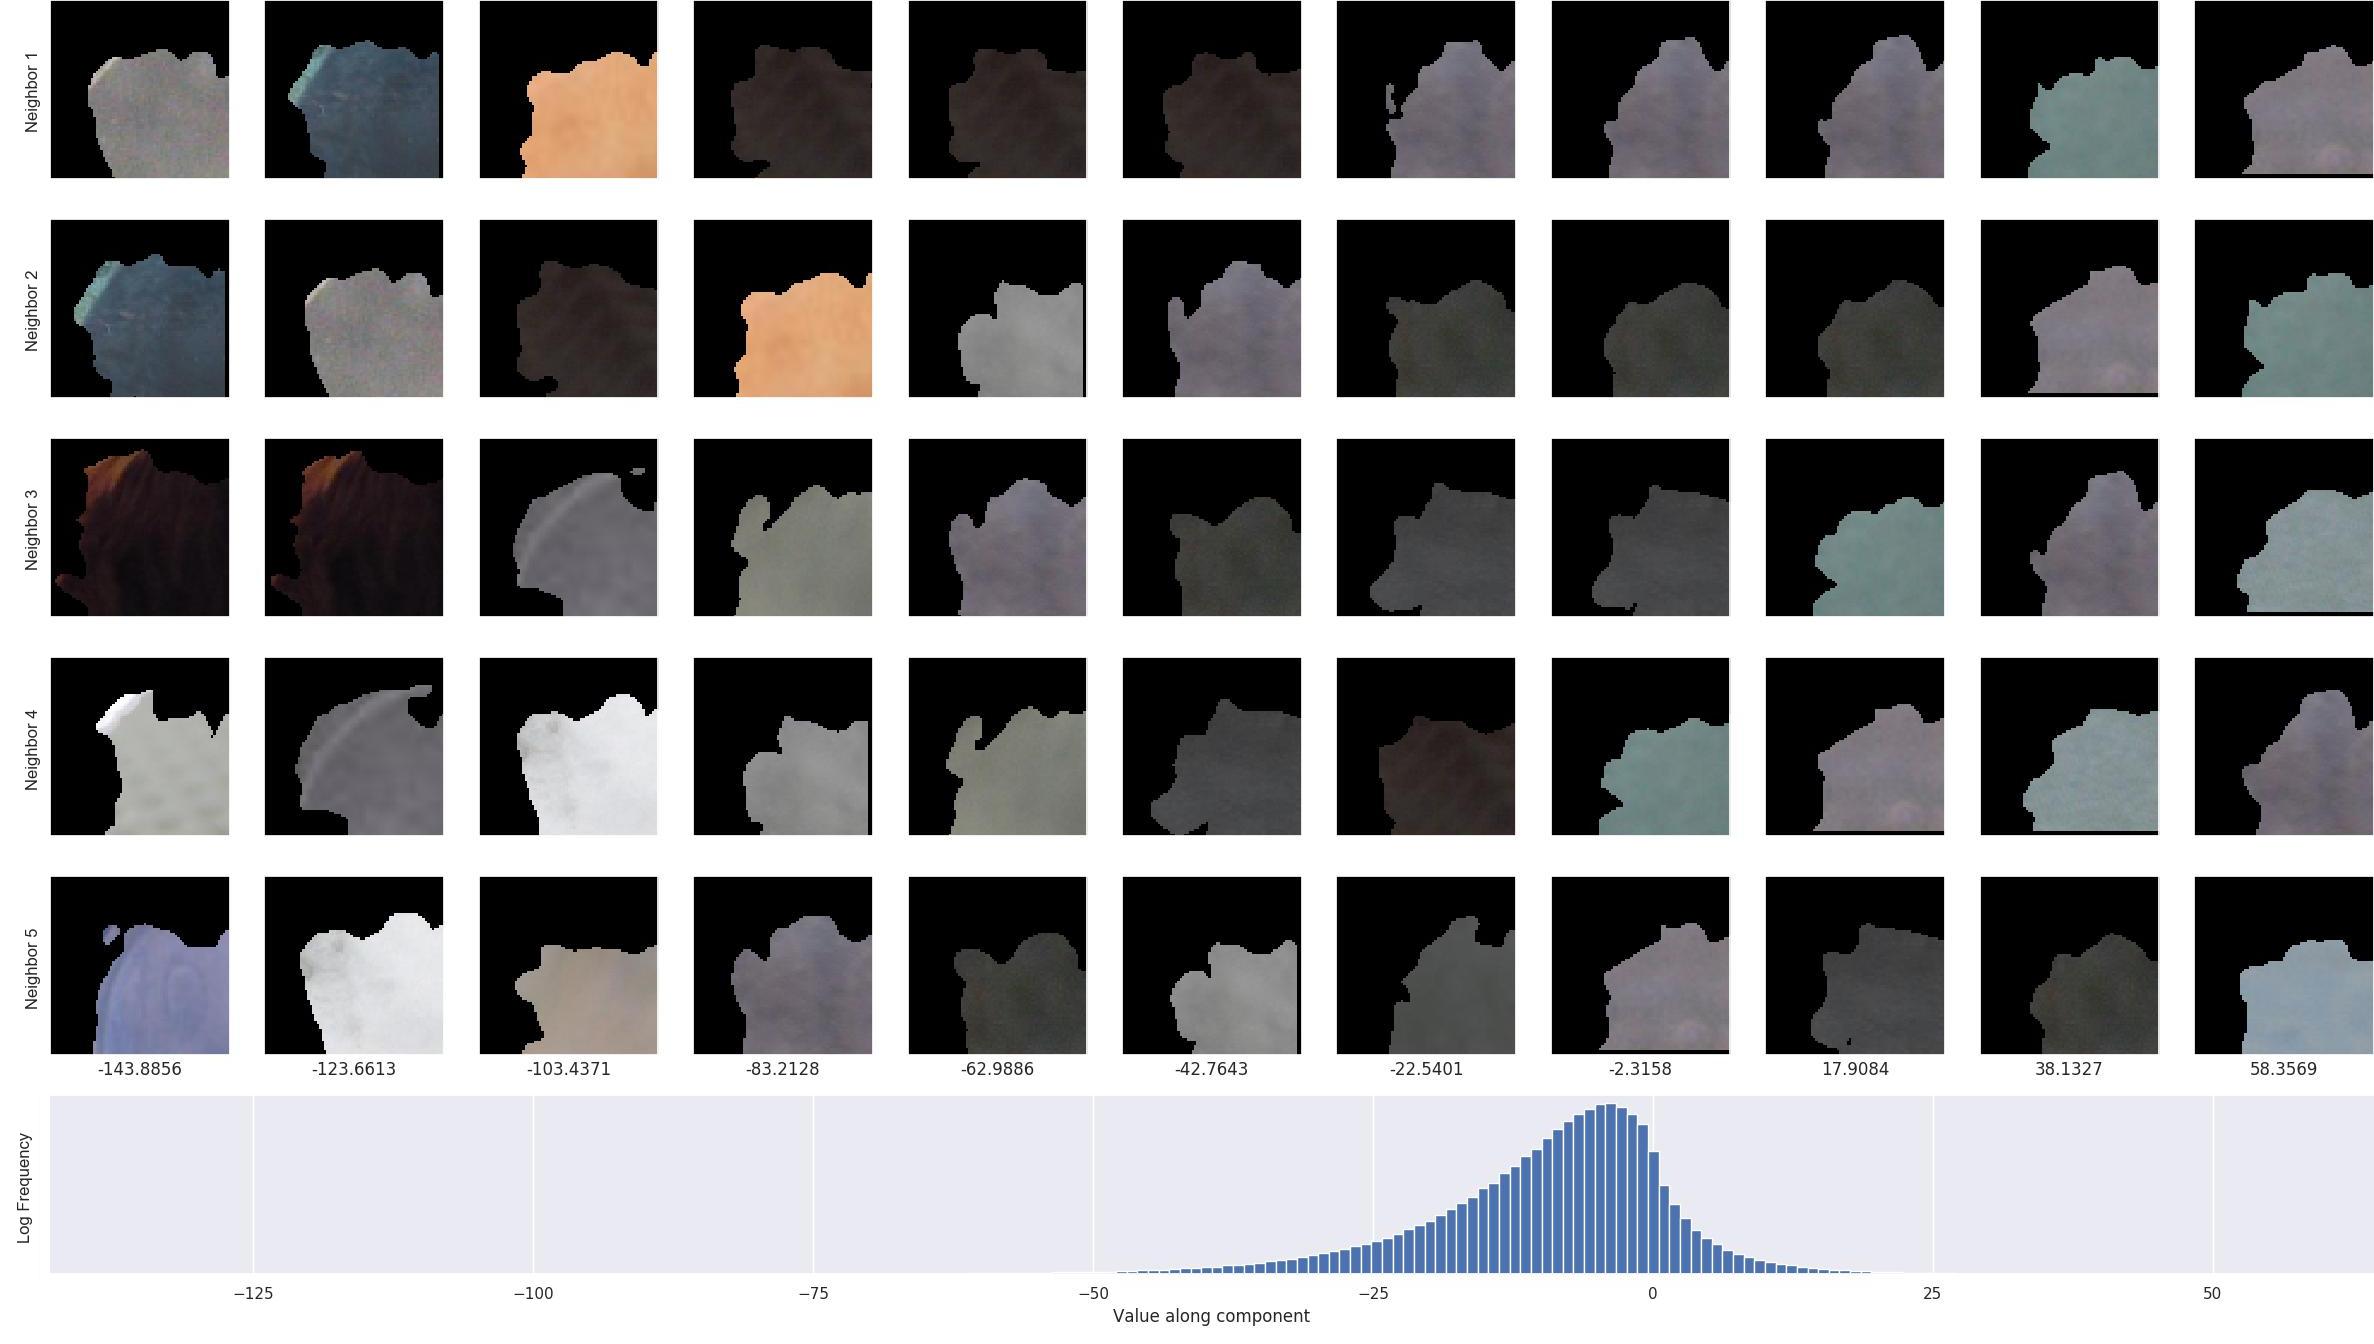 Neighbor 1
Neighbor 2
Neighbor 3
Neighbor 4
Neighbor 5
-143.8856 -123.6613 -103.4371 -83.2128 -62.9886 -42.7643 -22.5401 -2.3158 17.9084 38.1327 58.3569
Log Frequency
−125 −100 −75 −50 −25 0 25 50
Value along component